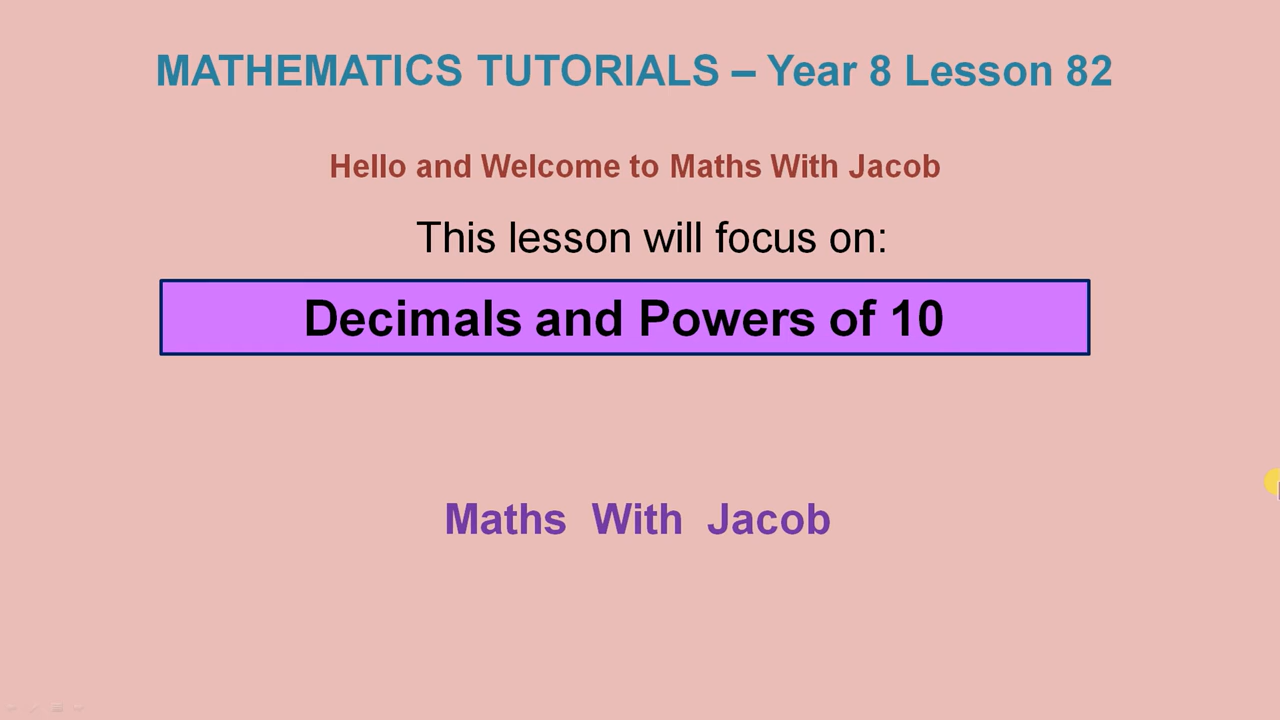 MATHEMATICS TUTORIALS – Year 8 Lesson 82
Hello and Welcome to Maths With Jacob
This lesson will focus on:
Decimals and Powers of 10
Maths With Jacob